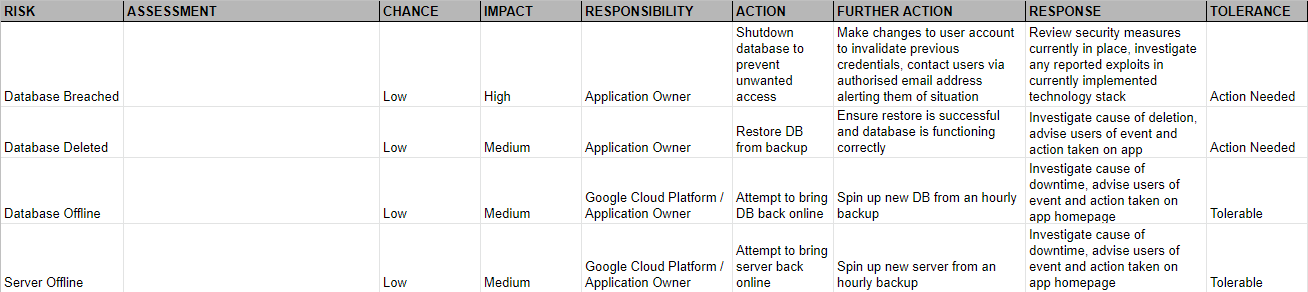 RISK ASSESSMENT CHANCE IMPACT RESPONSIBILITY ACTION FURTHER ACTION RESPONSE TOLERANCE
Database Breached
Low
High
Application Owner
Shutdown
database to
prevent
unwanted
access
Make changes to user account
to invalidate previous
credentials, contact users via
authorised email address
alerting them of situation
Review security measures
currently in place, investigate
any reported exploits in
currently implemented
technology stack
Action Needed
Database Deleted
Low
Medium
Application Owner
Restore DB
from backup
Ensure restore is successful
and database is functioning
correctly
Investigate cause of deletion,
advise users of event and
action taken on app
Action Needed
Database Offline
Low
Medium
Google Cloud Platform /
Application Owner
Attempt to bring
DB back online
Spin up new DB from an hourly
backup
Investigate cause of
downtime, advise users of
event and action taken on
app homepage
Tolerable
Server Offline
Low
Medium
Google Cloud Platform /
Application Owner
Attempt to bring
server back
online
Spin up new server from an
hourly backup
Investigate cause of
downtime, advise users of
event and action taken on
app homepage
Tolerable